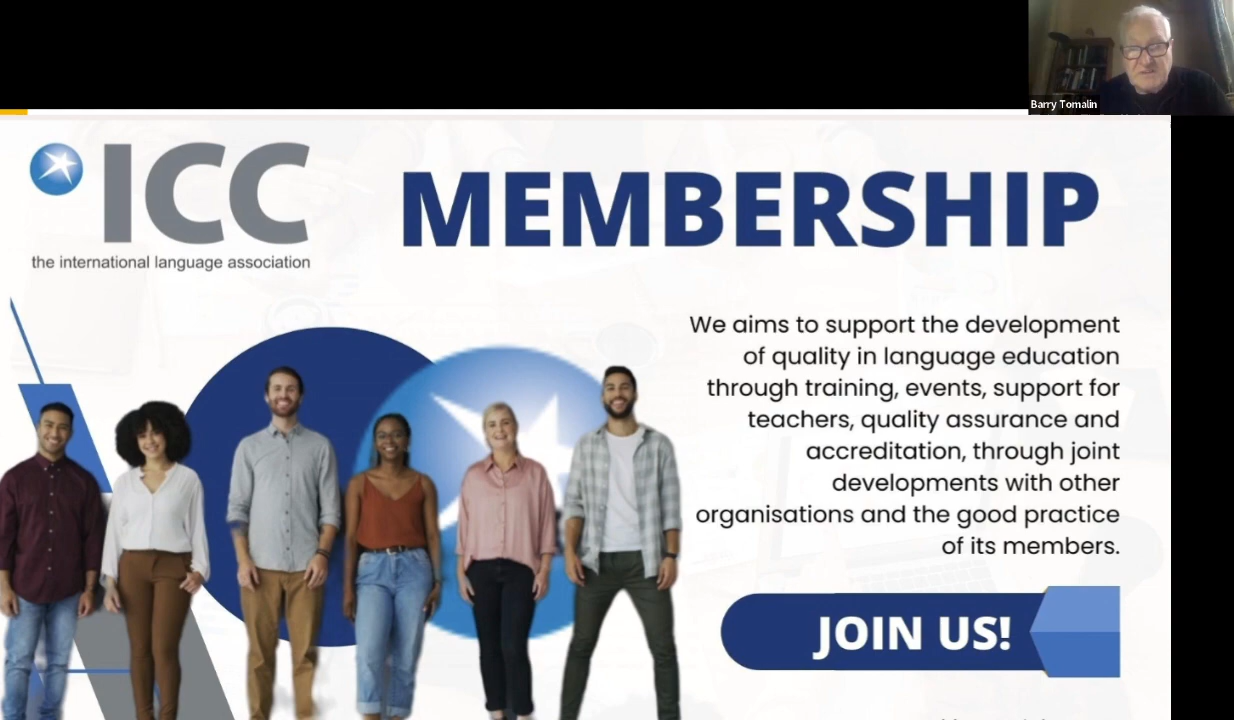 Barry Tomalin
ICC
the international language association
MEMBERSHIP
We aims to support the development
of quality in language education
through training, events, support for
teachers, quality assurance and
accreditation, through joint
developments with other
organisations and the good practice
of its members.
JOIN US!